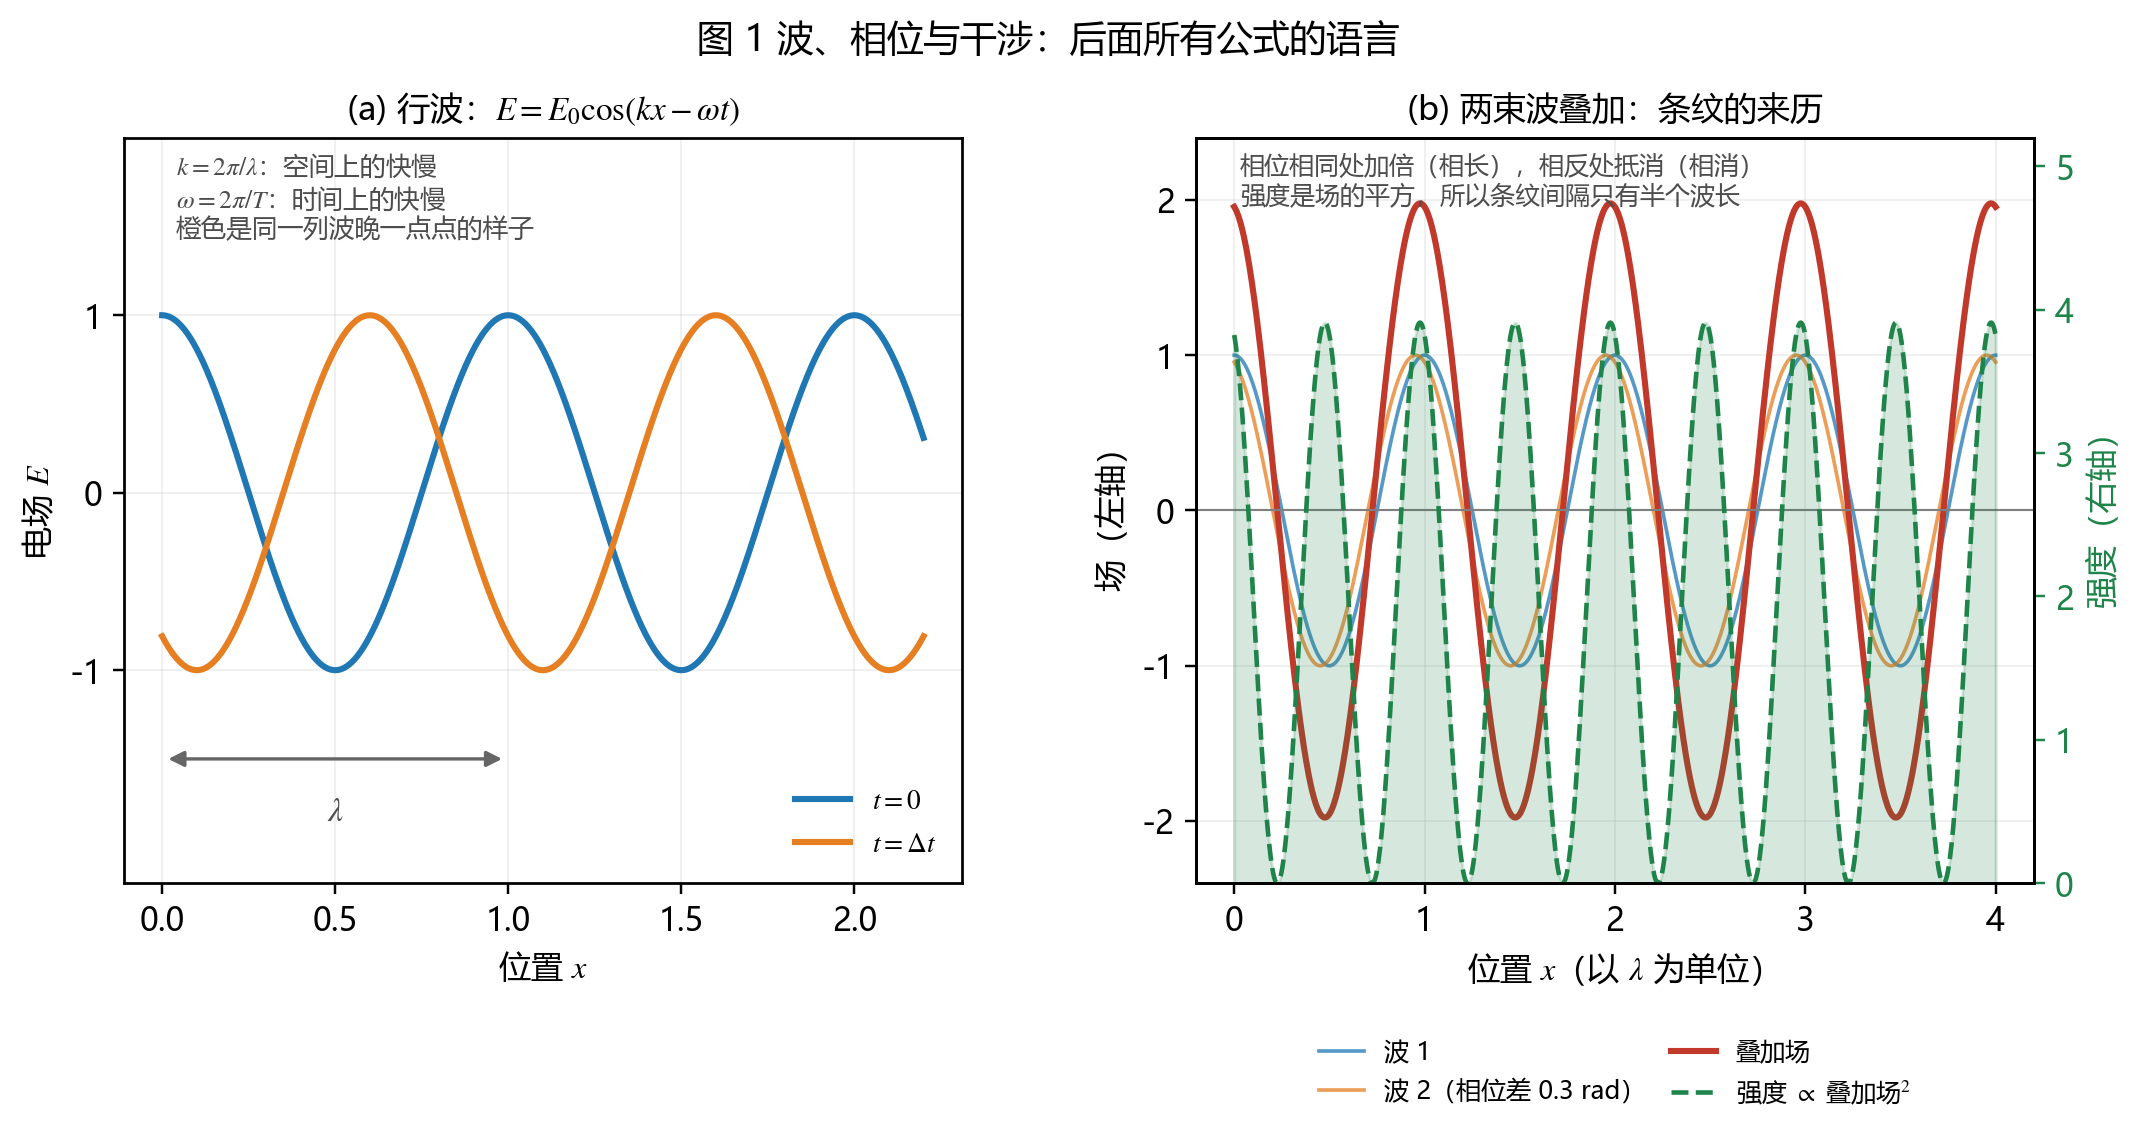 图 1 波、相位与干涉：后面所有公式的语言
(a) 行波：E = E₀cos(kx − ωt)
k = 2π/λ：空间上的快慢
ω = 2π/T：时间上的快慢
橙色是同一列波晚一点点的样子
电场 E
1
0
-1
λ
t = 0
t = Δt
0.0 0.5 1.0 1.5 2.0
位置 x
(b) 两束波叠加：条纹的来历
相位相同处加倍（相长），相反处抵消（相消）
强度是场的平方，所以条纹间隔只有半个波长
场（左轴）
2
1
0
-1
-2
5
4
3
2
1
0
强度（右轴）
0 1 2 3 4
位置 x（以 λ 为单位）
波 1
波 2（相位差 0.3 rad）
叠加场
强度 ∝ 叠加场²